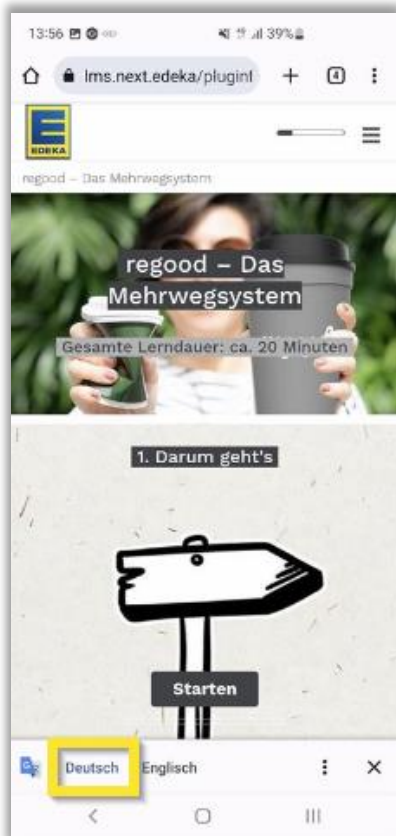 13:56
39%
lms.next.edeka/plugin
4
EDEKA
regood – Das Mehrwegsystem
regood – Das
Mehrwegsystem
Gesamte Lerndauer: ca. 20 Minuten
1. Darum geht's
Starten
Deutsch Englisch